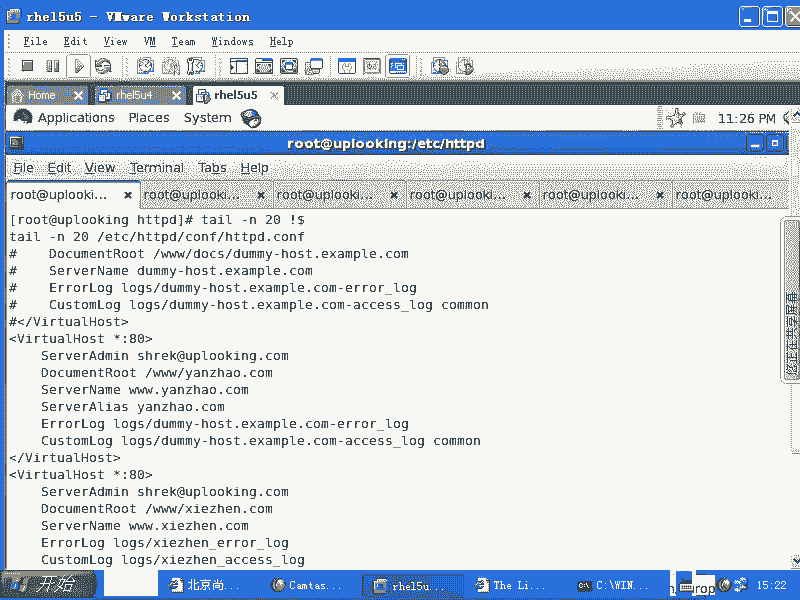 rhel5u5 - VMware Workstation
File Edit View VM Team Windows Help
Home rhel5u4 rhel5u5
Applications Places System 11:26 PM
root@uplooking:/etc/httpd
File Edit View Terminal Tabs Help
root@uplooki... root@uplooki... root@uplooki... root@uplooki... root@uplooki... root@uplooki...
[root@uplooking httpd]# tail -n 20 !$
tail -n 20 /etc/httpd/conf/httpd.conf
#    DocumentRoot /www/docs/dummy-host.example.com
#    ServerName dummy-host.example.com
#    ErrorLog logs/dummy-host.example.com-error_log
#    CustomLog logs/dummy-host.example.com-access_log common
#</VirtualHost>
<VirtualHost *:80>
    ServerAdmin shrek@uplooking.com
    DocumentRoot /www/yanzhao.com
    ServerName www.yanzhao.com
    ServerAlias yanzhao.com
    ErrorLog logs/dummy-host.example.com-error_log
    CustomLog logs/dummy-host.example.com-access_log common
</VirtualHost>
<VirtualHost *:80>
    ServerAdmin shrek@uplooking.com
    DocumentRoot /www/xiezhen.com
    ServerName www.xiezhen.com
    ErrorLog logs/xiezhen_error_log
    CustomLog logs/xiezhen_access_log
开始 北京尚... Camtas... rhel5u... The Li... C:\WIN... rop 15:22